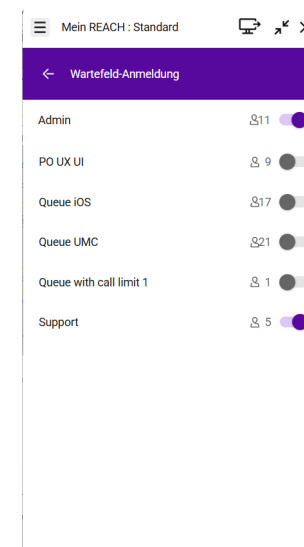 Mein REACH : Standard
Wartefeld-Anmeldung
Admin 11
PO UX UI 9
Queue iOS 17
Queue UMC 21
Queue with call limit 1 1
Support 5